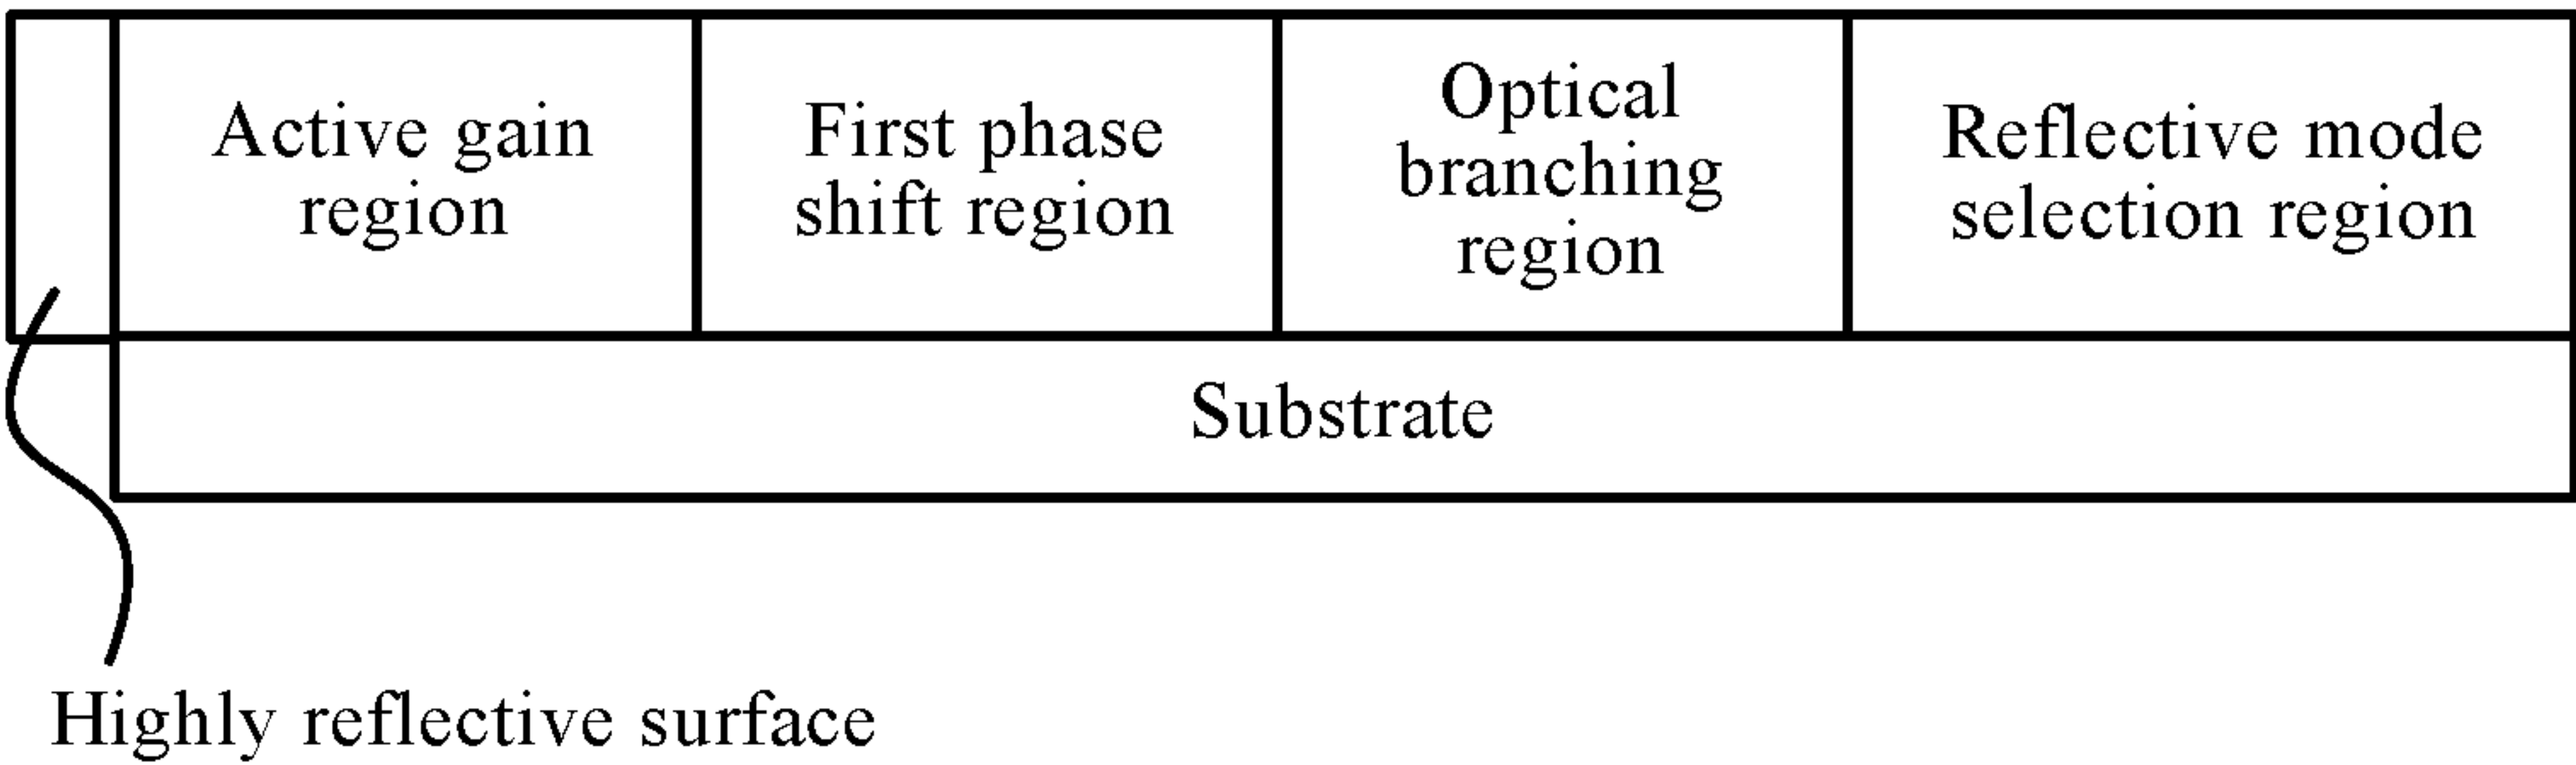 Active gain
region
First phase
shift region
Optical
branching
region
Reflective mode
selection region
Substrate
Highly reflective surface